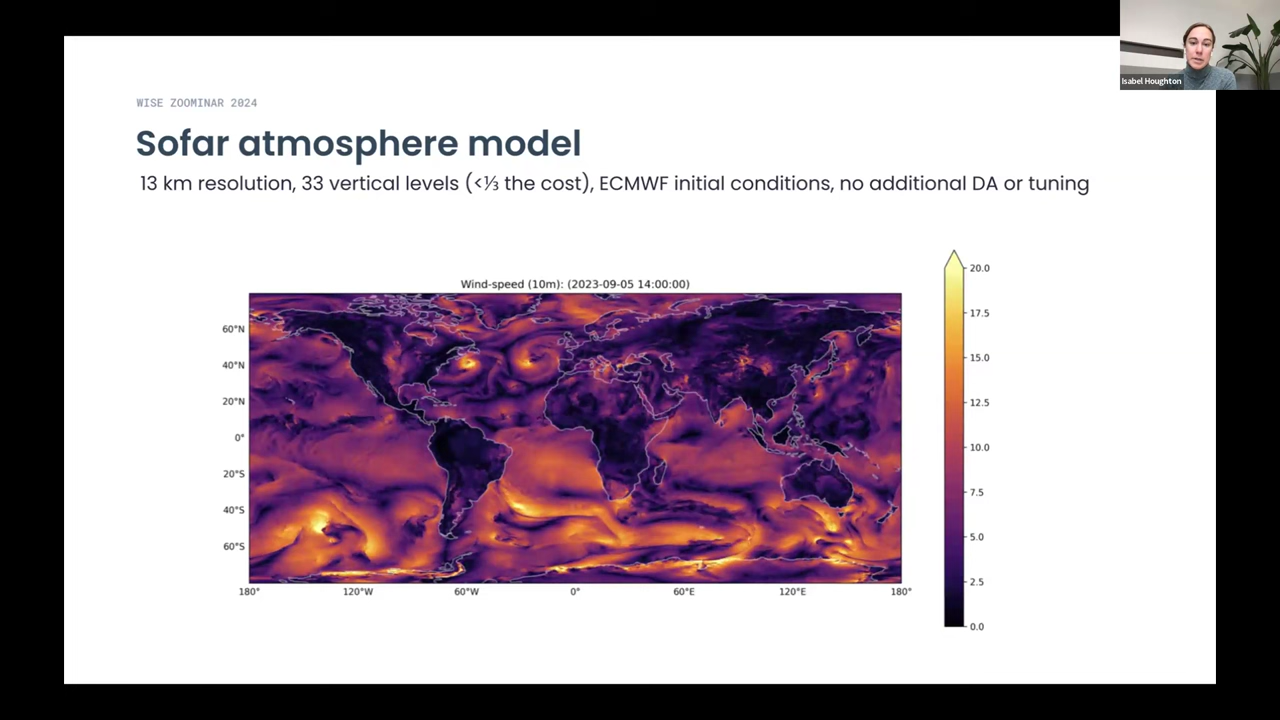 Isabel Houghton
WISE ZOOMINAR 2024
Sofar atmosphere model
13 km resolution, 33 vertical levels (<⅓ the cost), ECMWF initial conditions, no additional DA or tuning
Wind-speed (10m): (2023-09-05 14:00:00)
60°N
40°N
20°N
0°
20°S
40°S
60°S
180° 120°W 60°W 0° 60°E 120°E 180°
20.0
17.5
15.0
12.5
10.0
7.5
5.0
2.5
0.0